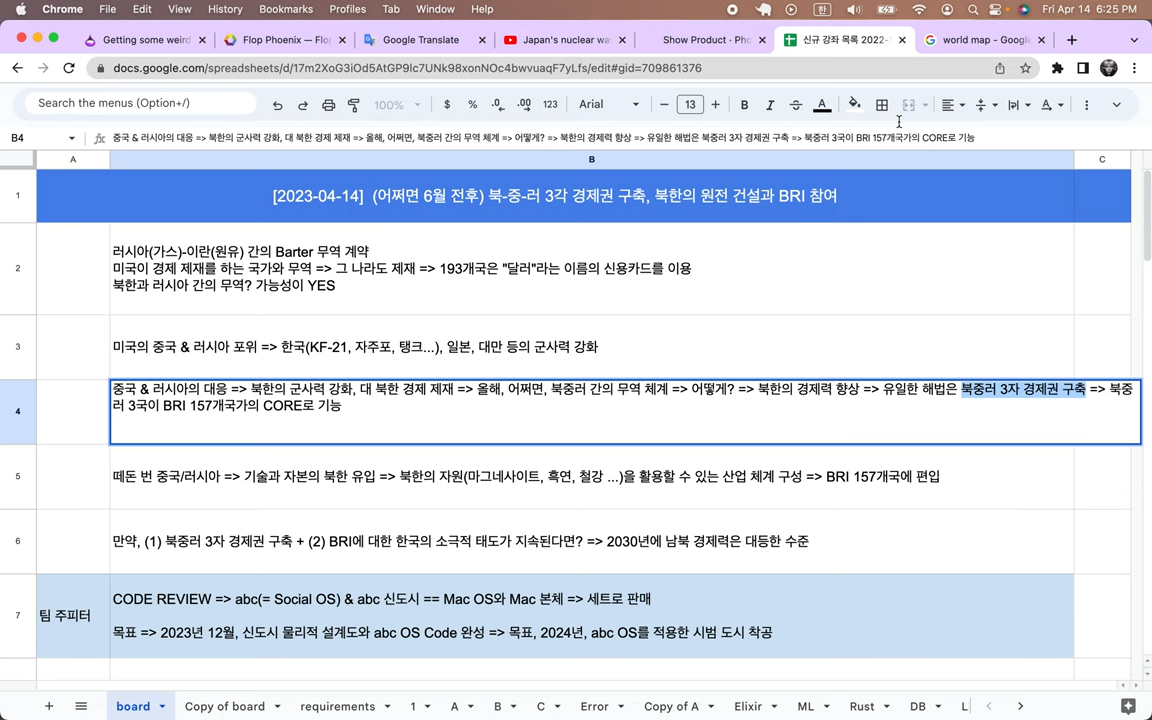 Chrome File Edit View History Bookmarks Profiles Tab Window Help 한 Fri Apr 14 6:25 PM
Getting some weird Flop Phoenix — Flo Google Translate Japan's nuclear wa Show Product · Pho 신규 강좌 목록 2022- world map - Google
docs.google.com/spreadsheets/d/17m2XoG3iOd5AtGP9lc7UNk98xonNOc4bwvuaqF7yLfs/edit#gid=709861376
Search the menus (Option+/) 100% $ % .0 .00 123 Arial 13 B I S A
B4 fx 중국 & 러시아의 대응 => 북한의 군사력 강화, 대 북한 경제 제재 => 올해, 어쩌면, 북중러 간의 무역 체계 => 어떻게? => 북한의 경제력 향상 => 유일한 해법은 북중러 3자 경제권 구축 => 북중러 3국이 BRI 157개국가의 CORE로 기능
A B C
1 [2023-04-14] (어쩌면 6월 전후) 북-중-러 3각 경제권 구축, 북한의 원전 건설과 BRI 참여
러시아(가스)-이란(원유) 간의 Barter 무역 계약
2 미국이 경제 제재를 하는 국가와 무역 => 그 나라도 제재 => 193개국은 "달러"라는 이름의 신용카드를 이용
북한과 러시아 간의 무역? 가능성이 YES
3 미국의 중국 & 러시아 포위 => 한국(KF-21, 자주포, 탱크...), 일본, 대만 등의 군사력 강화
중국 & 러시아의 대응 => 북한의 군사력 강화, 대 북한 경제 제재 => 올해, 어쩌면, 북중러 간의 무역 체계 => 어떻게? => 북한의 경제력 향상 => 유일한 해법은 북중러 3자 경제권 구축 => 북중
4 러 3국이 BRI 157개국가의 CORE로 기능
5 떼돈 번 중국/러시아 => 기술과 자본의 북한 유입 => 북한의 자원(마그네사이트, 흑연, 철강 ...)을 활용할 수 있는 산업 체계 구성 => BRI 157개국에 편입
6 만약, (1) 북중러 3자 경제권 구축 + (2) BRI에 대한 한국의 소극적 태도가 지속된다면? => 2030년에 남북 경제력은 대등한 수준
CODE REVIEW => abc(= Social OS) & abc 신도시 == Mac OS와 Mac 본체 => 세트로 판매
7 팀 주피터
목표 => 2023년 12월, 신도시 물리적 설계도와 abc OS Code 완성 => 목표, 2024년, abc OS를 적용한 시범 도시 착공
board Copy of board requirements 1 A B C Error Copy of A Elixir ML Rust DB L